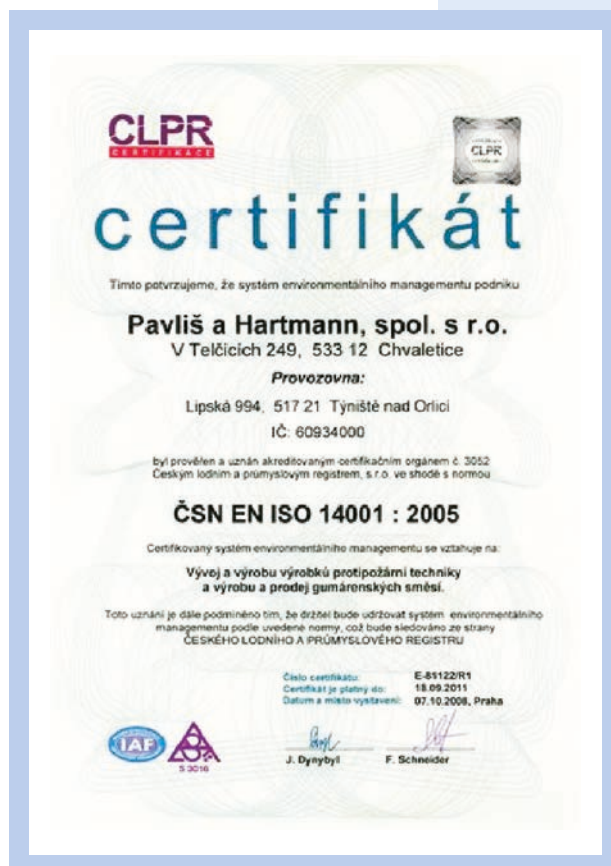 CLPR
CERTIFIKACE
CLPR
certifikát
Tímto potvrzujeme, že systém environmentálního managementu podniku
Pavliš a Hartmann, spol. s r.o.
V Telčicích 249, 533 12 Chvaletice
Provozovna:
Lipská 994, 517 21 Týniště nad Orlicí
IČ: 60934000
byl prověřen a uznán akreditovaným certifikačním orgánem č. 3052
Českým lodním a průmyslovým registrem, s.r.o. ve shodě s normou
ČSN EN ISO 14001 : 2005
Certifikovaný systém environmentálního managementu se vztahuje na:
Vývoj a výrobu výrobků protipožární techniky
a výrobu a prodej gumárenských směsí.
Toto uznání je dále podmíněno tím, že držitel bude udržovat systém environmentálního
managementu podle uvedené normy, což bude sledováno ze strany
ČESKÉHO LODNÍHO A PRŮMYSLOVÉHO REGISTRU
Číslo certifikátu: E-81122/R1
Certifikát je platný do: 18.09.2011
Datum a místo vystavení: 07.10.2008, Praha
IAF
S 3016
J. Dynybyl F. Schneider